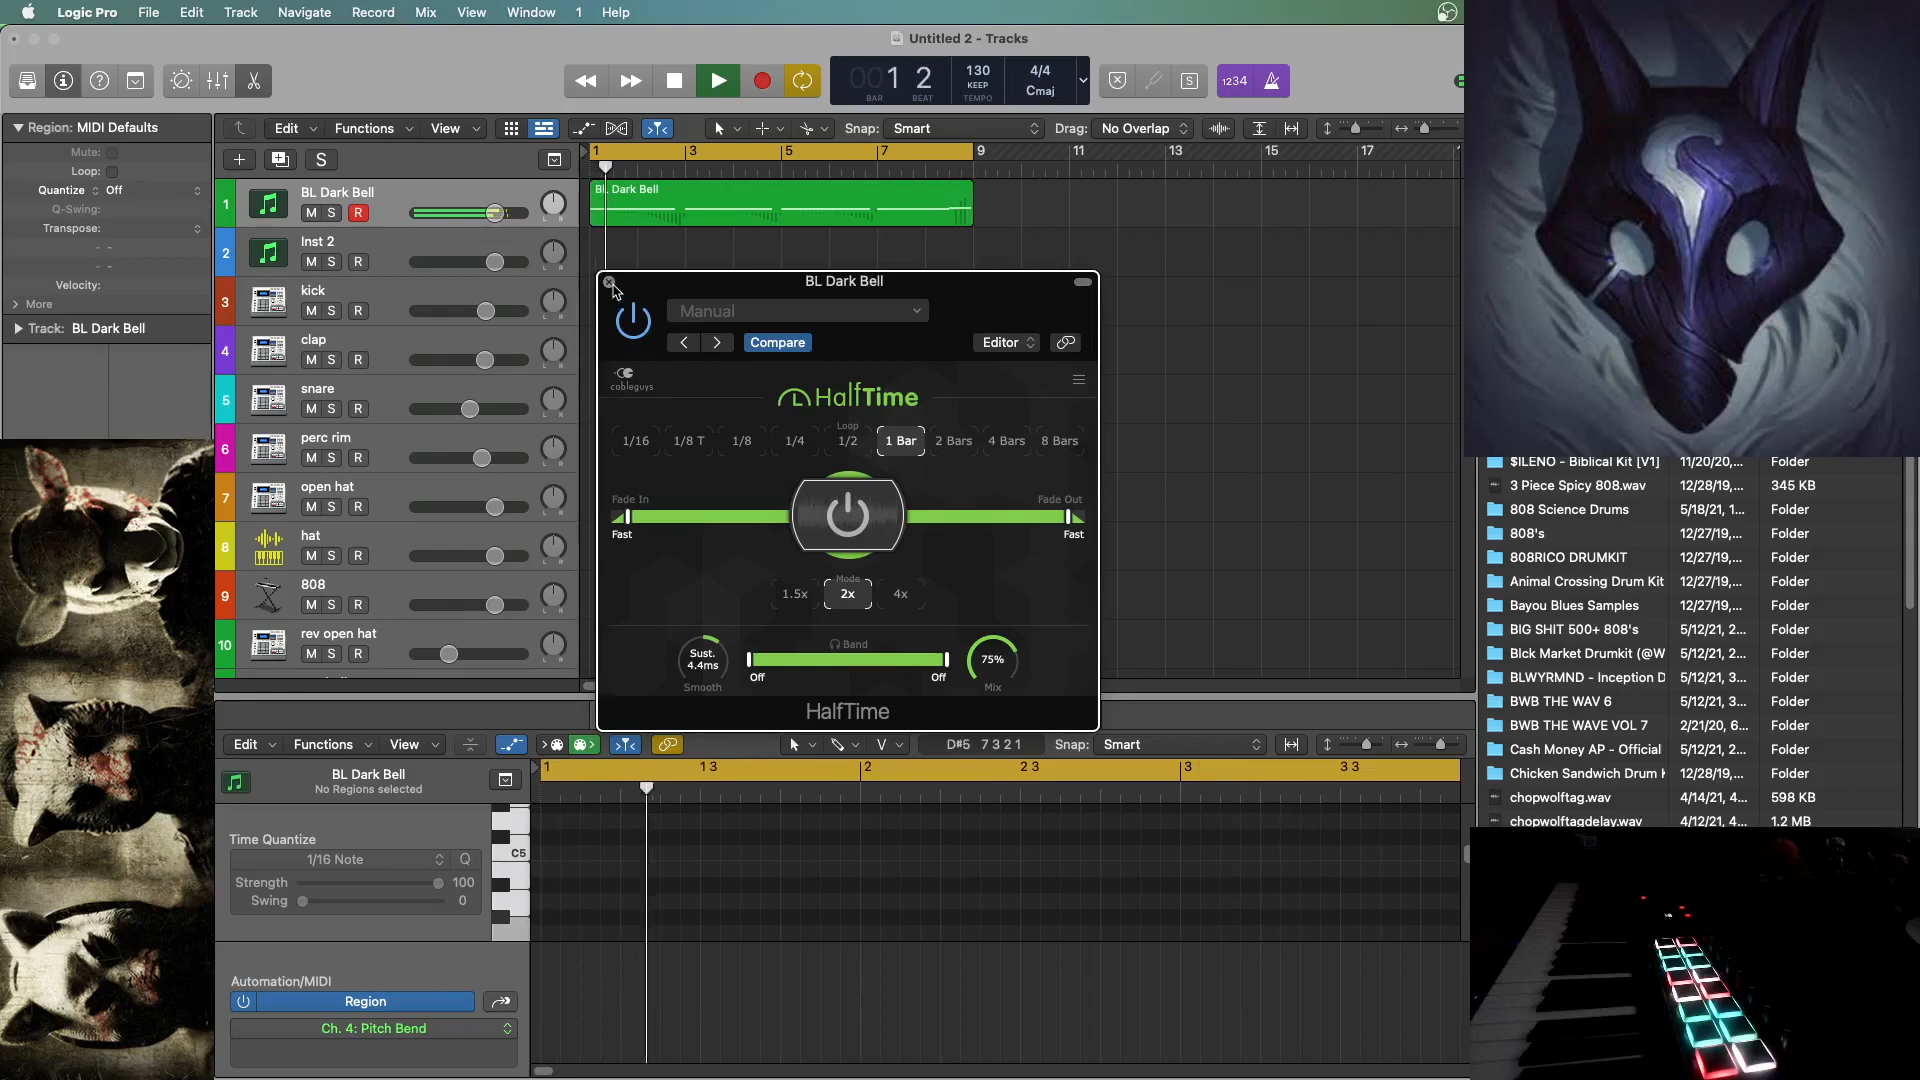 Logic Pro File Edit Track Navigate Record Mix View Window 1 Help
Untitled 2 - Tracks
001 2 130 KEEP 4/4 Cmaj
BAR BEAT TEMPO
1234
Region: MIDI Defaults
Mute:
Loop:
Quantize Off
Q-Swing:
Transpose:
Velocity:
More
Track: BL Dark Bell
Edit Functions View Snap: Smart Drag: No Overlap
S
1 3 5 7 9 11 13 15 17
1 BL Dark Bell
M S R L R
BL Dark Bell
2 Inst 2
M S R L R
3 kick
M S R L R
4 clap
M S R L R
5 snare
M S R L R
6 perc rim
M S R L R
7 open hat
M S R L R
8 hat
M S R L R
9 808
M S R L R
10 rev open hat
M S R L R
BL Dark Bell
Manual
Compare Editor
cableguys
HalfTime
Loop
1/16 1/8 T 1/8 1/4 1/2 1 Bar 2 Bars 4 Bars 8 Bars
Fade In Fade Out
Fast Fast
Mode
1.5x 2x 4x
Sust. 4.4ms
Smooth
Band
Off Off
75%
Mix
HalfTime
Edit Functions View D#5 7 3 2 1 Snap: Smart
BL Dark Bell
No Regions selected
1 1 3 2 2 3 3 3 3
Time Quantize
1/16 Note Q
Strength 100
Swing 0
C5
Automation/MIDI
Region
Ch. 4: Pitch Bend
$ILENO - Biblical Kit [V1] 11/20/20,... Folder
3 Piece Spicy 808.wav 12/28/19,... 345 KB
808 Science Drums 5/18/21, 1... Folder
808's 12/27/19,... Folder
808RICO DRUMKIT 12/27/19,... Folder
Animal Crossing Drum Kit 12/27/19,... Folder
Bayou Blues Samples 12/27/19,... Folder
BIG SHIT 500+ 808's 5/12/21, 2... Folder
Blck Market Drumkit (@W 5/12/21, 2... Folder
BLWYRMND - Inception D 5/12/21, 3... Folder
BWB THE WAV 6 5/12/21, 3... Folder
BWB THE WAVE VOL 7 2/21/20, 6... Folder
Cash Money AP - Official 5/12/21, 2... Folder
Chicken Sandwich Drum K 12/28/19,... Folder
chopwolftag.wav 4/14/21, 4... 598 KB
chopwolftagdelay.wav 4/12/21, 4... 1.2 MB